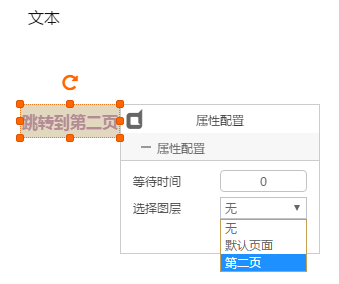 文本
跳转到第二页
属性配置
属性配置
等待时间 0
选择图层 无
无
默认页面
第二页